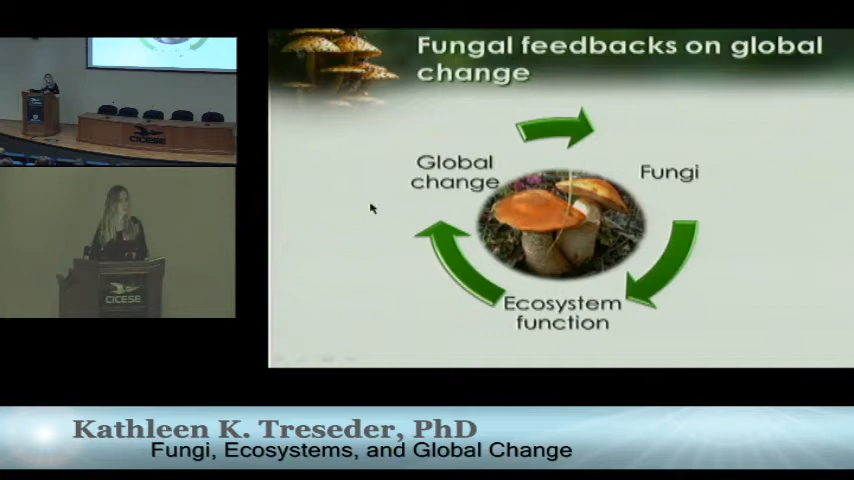 Fungal feedbacks on global
change
Global
change
Fungi
Ecosystem
function
CICESE
CICESE
Kathleen K. Treseder, PhD
Fungi, Ecosystems, and Global Change